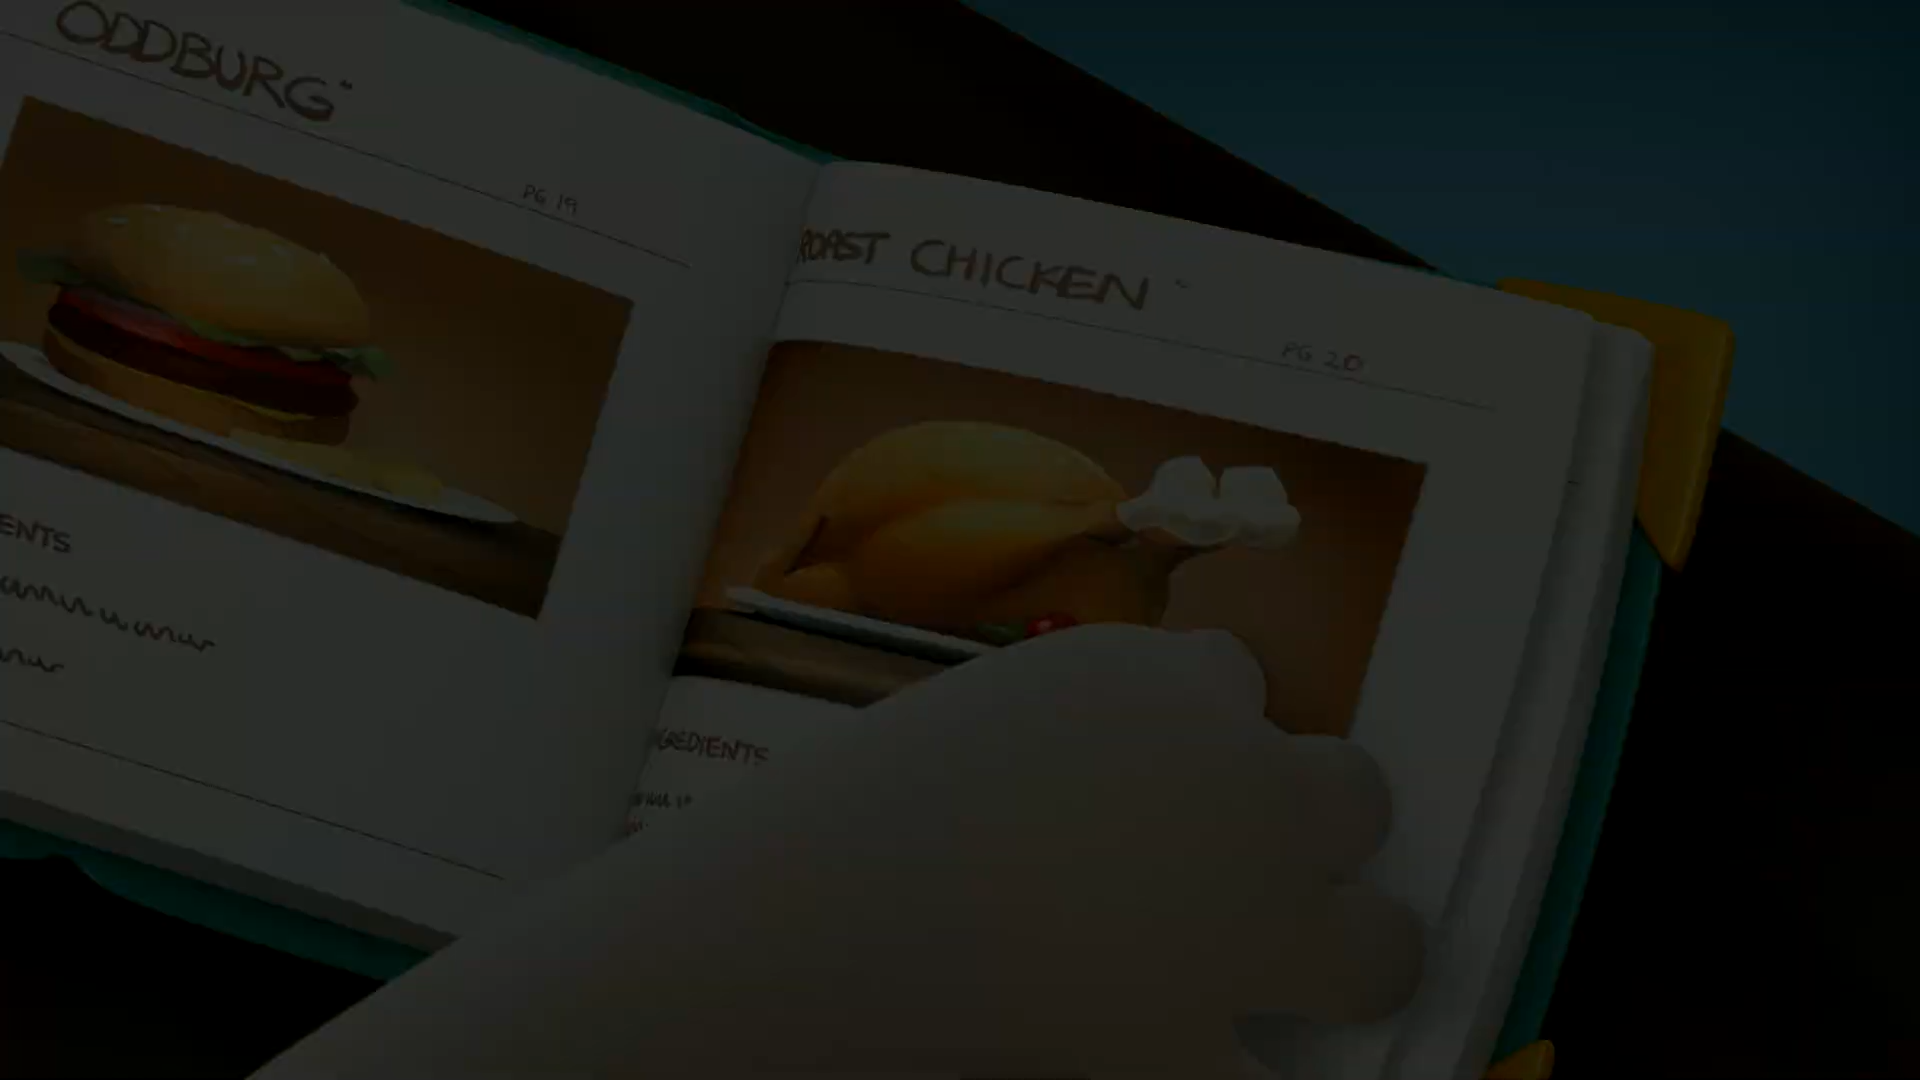 ODDBURG
PG 19
ENTS
ROAST CHICKEN
PG 20
GREDIENTS